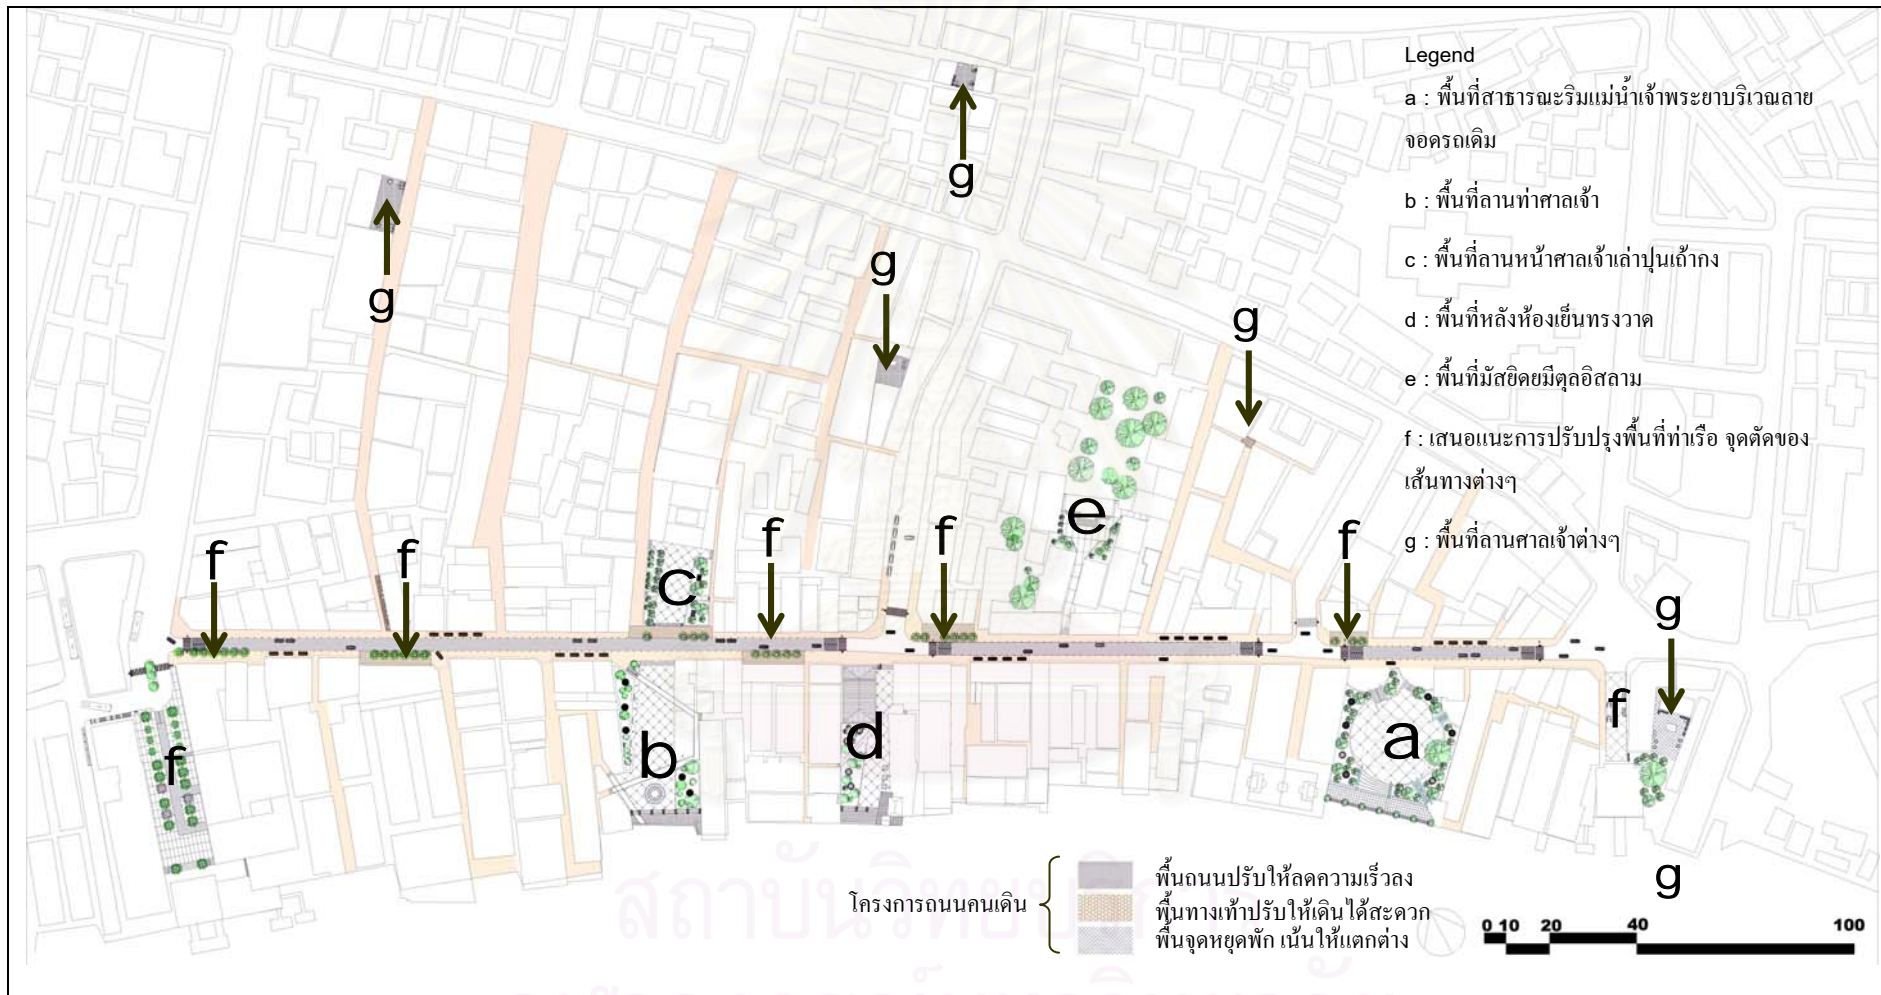 Legend
a : พื้นที่สาธารณะริมแม่น้ำเจ้าพระยาบริเวณลาย
จอดรถเดิม
g
b : พื้นที่ลานท่าศาลเจ้า
g
c : พื้นที่ลานหน้าศาลเจ้าเล่าปุนเถ้ากง
g
d : พื้นที่หลังห้องเย็นทรงวาด
g
e : พื้นที่มัสยิดยมีตุลอิสลาม
f : เสนอแนะการปรับปรุงพื้นที่ท่าเรือ จุดตัดของ
เส้นทางต่างๆ
e
g : พื้นที่ลานศาลเจ้าต่างๆ
f f c f f f
g
f b d a f
g
โครงการถนนคนเดิน
พื้นถนนปรับให้ลดความเร็วลง
พื้นทางเท้าปรับให้เดินได้สะดวก
พื้นจุดหยุดพัก เน้นให้แตกต่าง
0 10 20 40 100
สถาบันวิทยบริการ